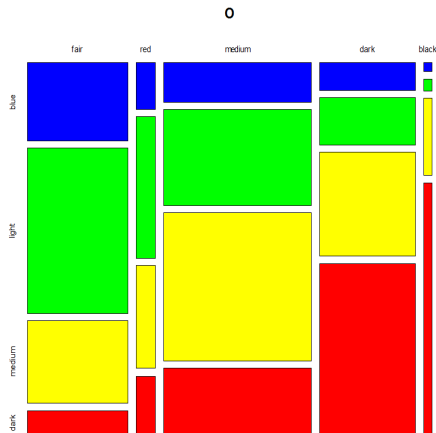 o
fair red medium dark black
blue
light
medium
dark